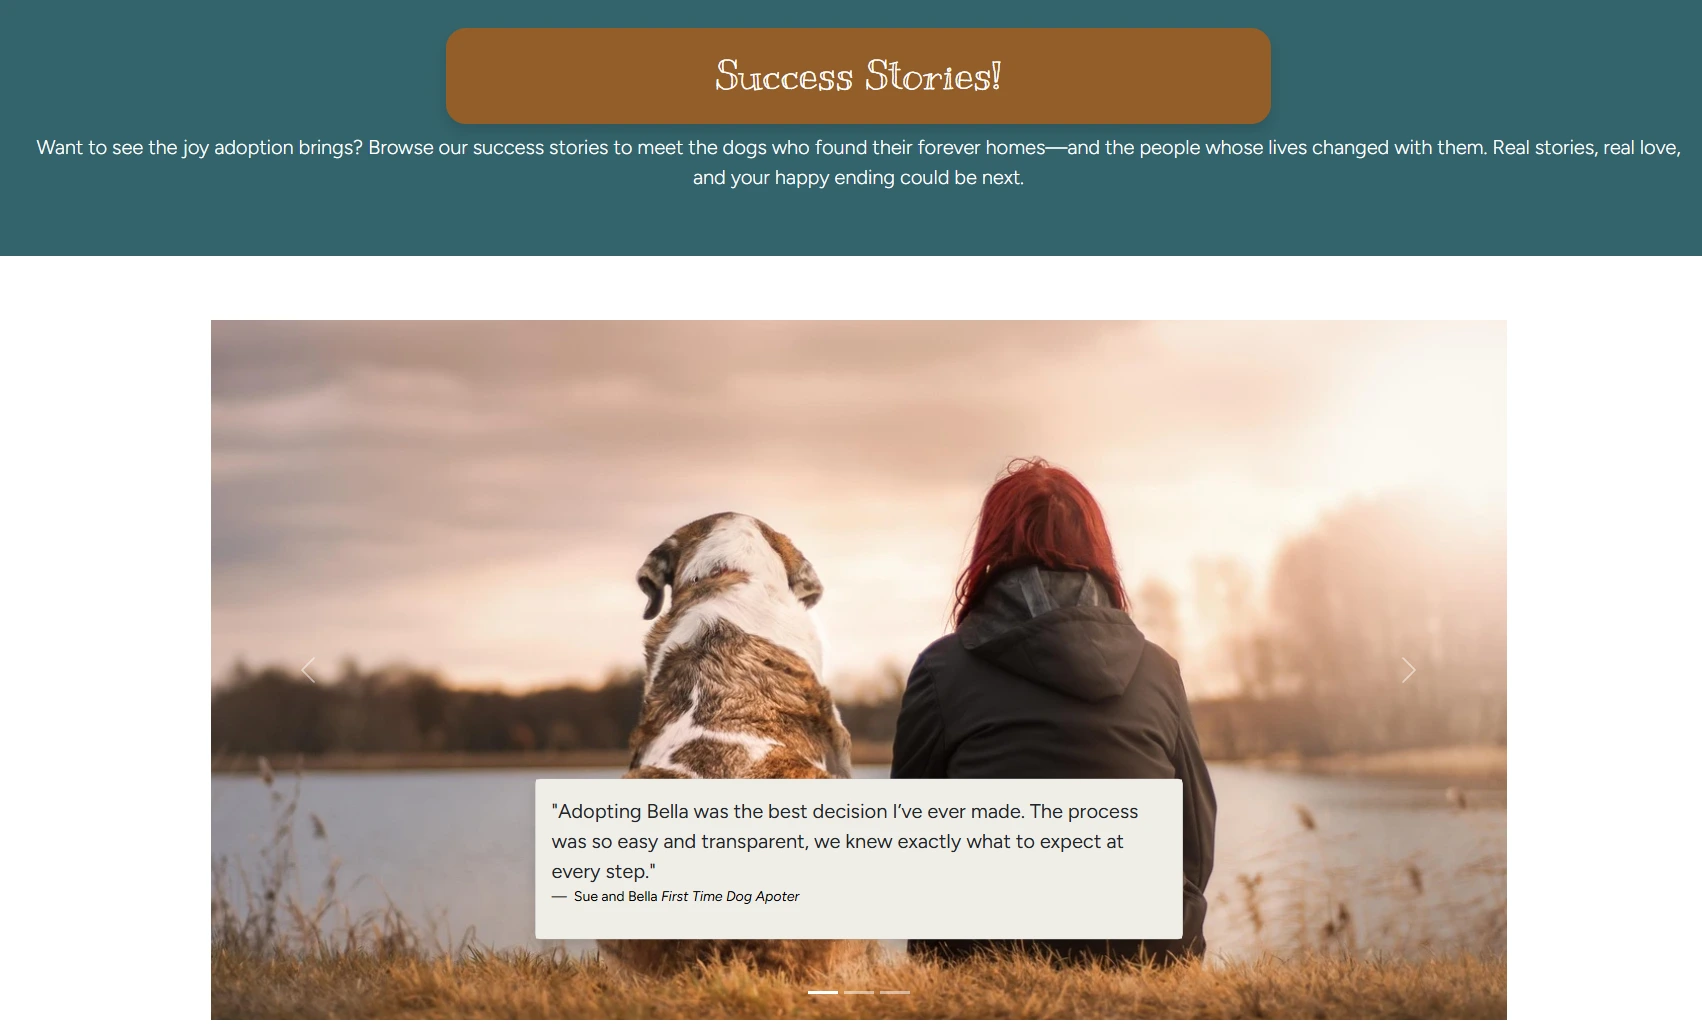 Success Stories!
Want to see the joy adoption brings? Browse our success stories to meet the dogs who found their forever homes—and the people whose lives changed with them. Real stories, real love,
and your happy ending could be next.
"Adopting Bella was the best decision I’ve ever made. The process
was so easy and transparent, we knew exactly what to expect at
every step."
— Sue and Bella First Time Dog Apoter